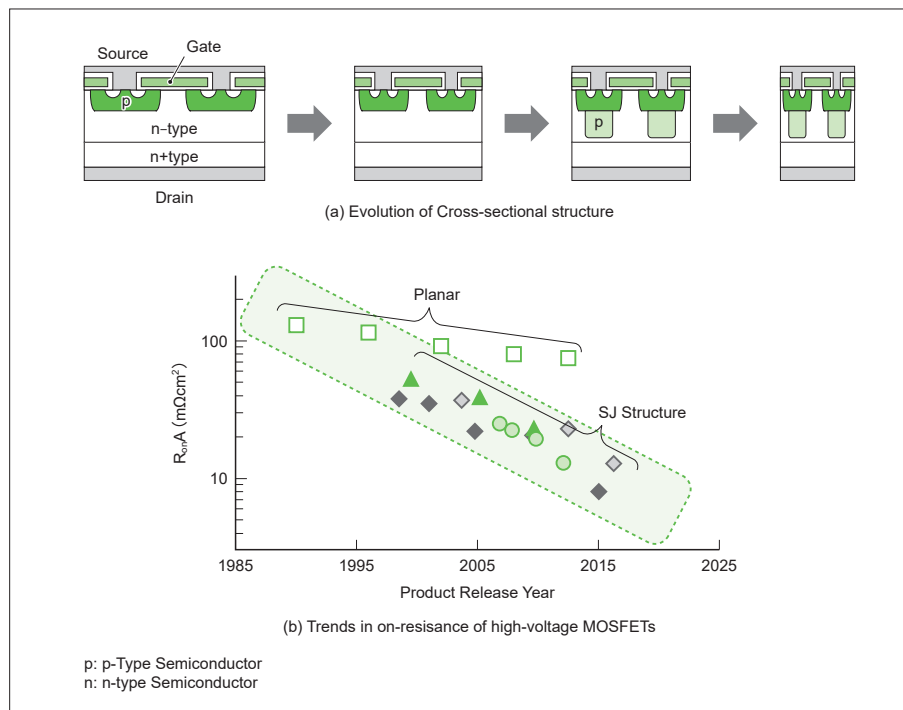 Source
Gate
p
n−type
n+type
Drain
p
(a) Evolution of Cross-sectional structure
Planar
SJ Structure
100
10
RonA (mΩcm²)
1985
1995
2005
2015
2025
Product Release Year
(b) Trends in on-resisance of high-voltage MOSFETs
p: p-Type Semiconductor
n: n-type Semiconductor